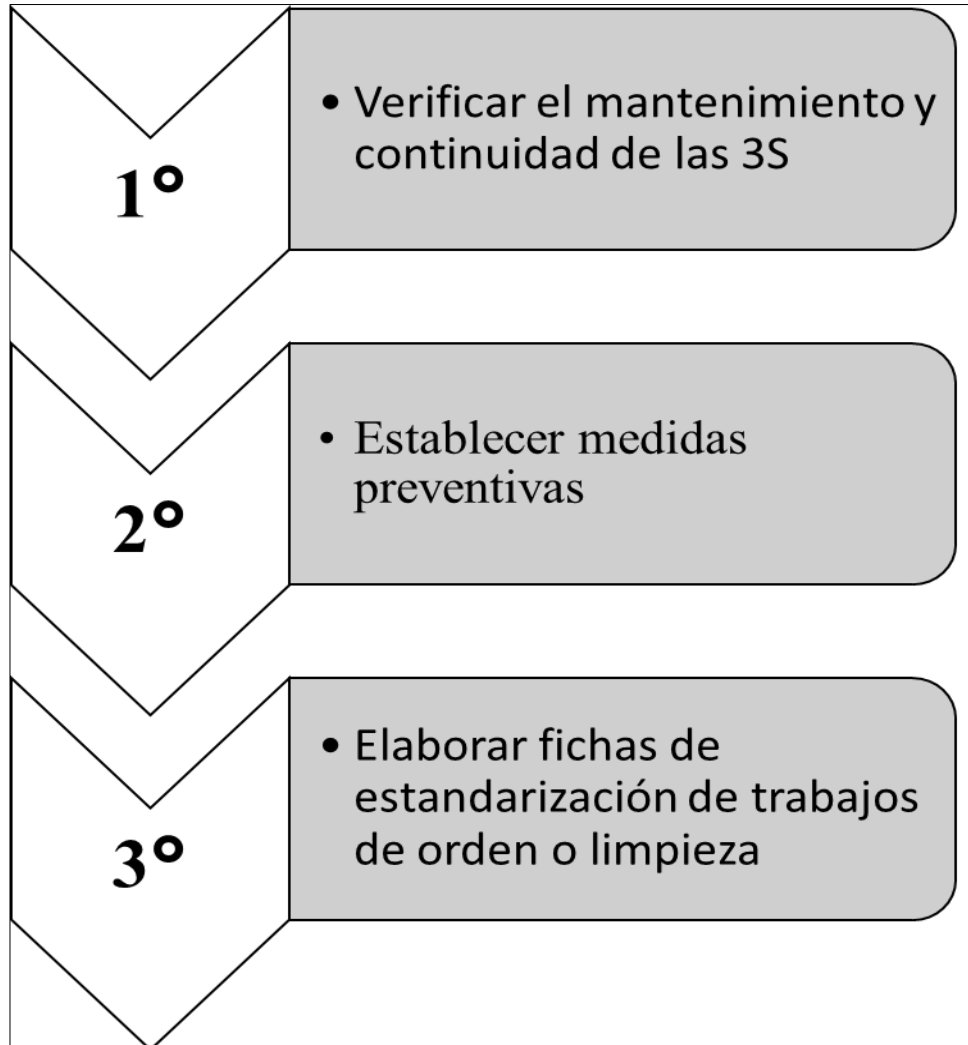 1°
• Verificar el mantenimiento y
continuidad de las 3S
2°
• Establecer medidas
preventivas
3°
• Elaborar fichas de
estandarización de trabajos
de orden o limpieza